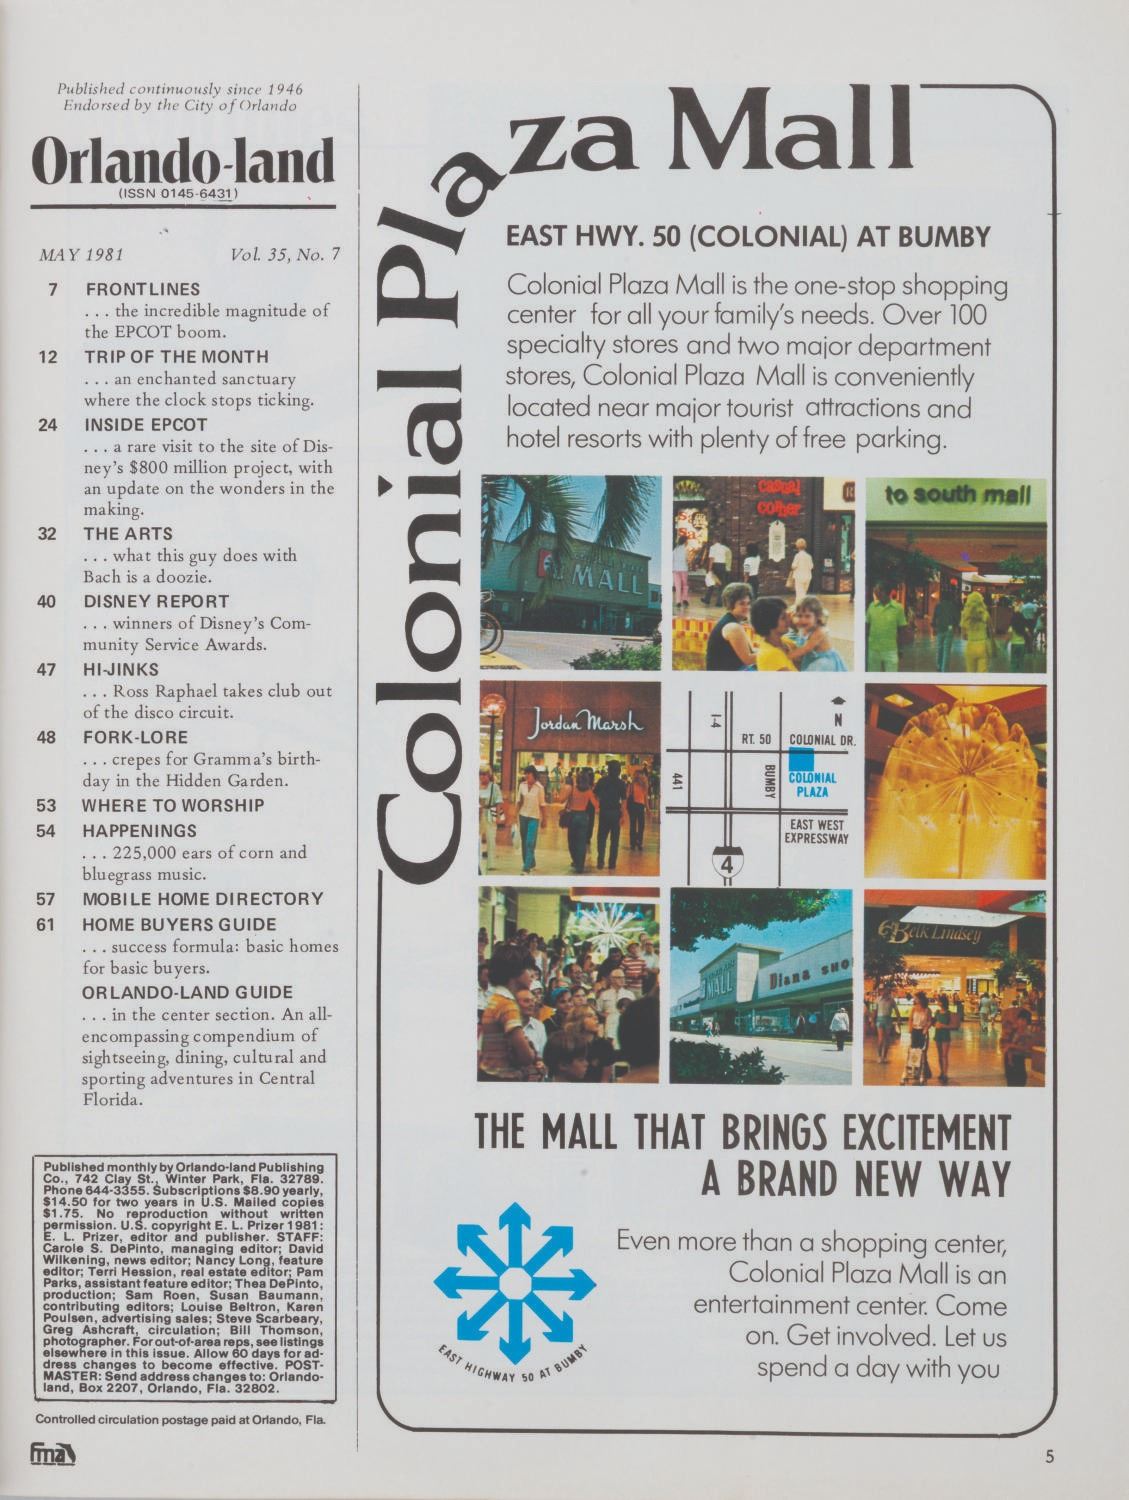 Published continuously since 1946
Endorsed by the City of Orlando
Orlando-land
(ISSN 0145-6431)
MAY 1981 Vol. 35, No. 7
7 FRONTLINES
. . . the incredible magnitude of
the EPCOT boom.
12 TRIP OF THE MONTH
. . . an enchanted sanctuary
where the clock stops ticking.
24 INSIDE EPCOT
. . . a rare visit to the site of Dis-
ney's $800 million project, with
an update on the wonders in the
making.
32 THE ARTS
. . . what this guy does with
Bach is a doozie.
40 DISNEY REPORT
. . . winners of Disney's Com-
munity Service Awards.
47 HI-JINKS
. . . Ross Raphael takes club out
of the disco circuit.
48 FORK-LORE
. . . crepes for Gramma's birth-
day in the Hidden Garden.
53 WHERE TO WORSHIP
54 HAPPENINGS
. . . 225,000 ears of corn and
bluegrass music.
57 MOBILE HOME DIRECTORY
61 HOME BUYERS GUIDE
. . . success formula: basic homes
for basic buyers.
ORLANDO-LAND GUIDE
. . . in the center section. An all-
encompassing compendium of
sightseeing, dining, cultural and
sporting adventures in Central
Florida.
Published monthly by Orlando-land Publishing
Co., 742 Clay St., Winter Park, Fla. 32789.
Phone 644-3355. Subscriptions $8.90 yearly,
$14.50 for two years in U.S. Mailed copies
$1.75. No reproduction without written
permission. U.S. copyright E. L. Prizer 1981:
E. L. Prizer, editor and publisher. STAFF:
Carole S. DePinto, managing editor; David
Wilkening, news editor; Nancy Long, feature
editor; Terri Hession, real estate editor; Pam
Parks, assistant feature editor; Thea DePinto,
production; Sam Roen, Susan Baumann,
contributing editors; Louise Beltron, Karen
Poulsen, advertising sales; Steve Scarbeary,
Greg Ashcraft, circulation; Bill Thomson,
photographer. For out-of-area reps, see listings
elsewhere in this issue. Allow 60 days for ad-
dress changes to become effective. POST-
MASTER: Send address changes to: Orlando-
land, Box 2207, Orlando, Fla. 32802.
Controlled circulation postage paid at Orlando, Fla.
fma
Colonial Plaza Mall
EAST HWY. 50 (COLONIAL) AT BUMBY
Colonial Plaza Mall is the one-stop shopping
center for all your family's needs. Over 100
specialty stores and two major department
stores, Colonial Plaza Mall is conveniently
located near major tourist attractions and
hotel resorts with plenty of free parking.
MALL
casual
corner
to south mall
Jordan Marsh
I-4
N
RT. 50 COLONIAL DR.
441
BUMBY
COLONIAL
PLAZA
EAST WEST
EXPRESSWAY
4
MALL
Diana sho
Belk Lindsey
THE MALL THAT BRINGS EXCITEMENT
A BRAND NEW WAY
EAST HIGHWAY 50 AT BUMBY
Even more than a shopping center,
Colonial Plaza Mall is an
entertainment center. Come
on. Get involved. Let us
spend a day with you
5